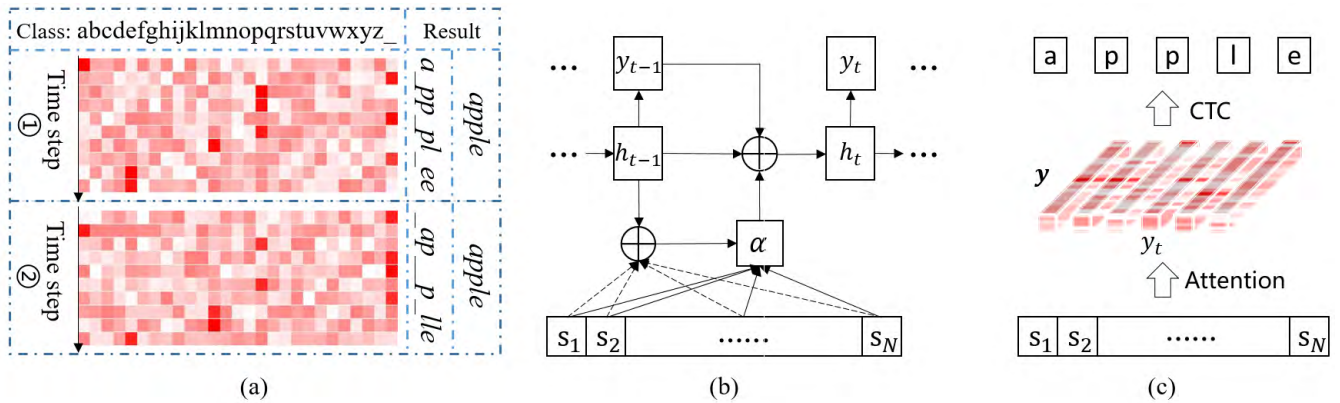 Class: abcdefghijklmnopqrstuvwxyz_
Result
Time step
①
a_pp_pl_ee
apple
Time step
②
_ap__p_lle
apple
(a)
... y_{t−1} y_t ...
... h_{t−1} h_t ...
α
s_1 s_2 ...... s_N
(b)
a p p l e
CTC
y
y_t
Attention
s_1 s_2 ...... s_N
(c)